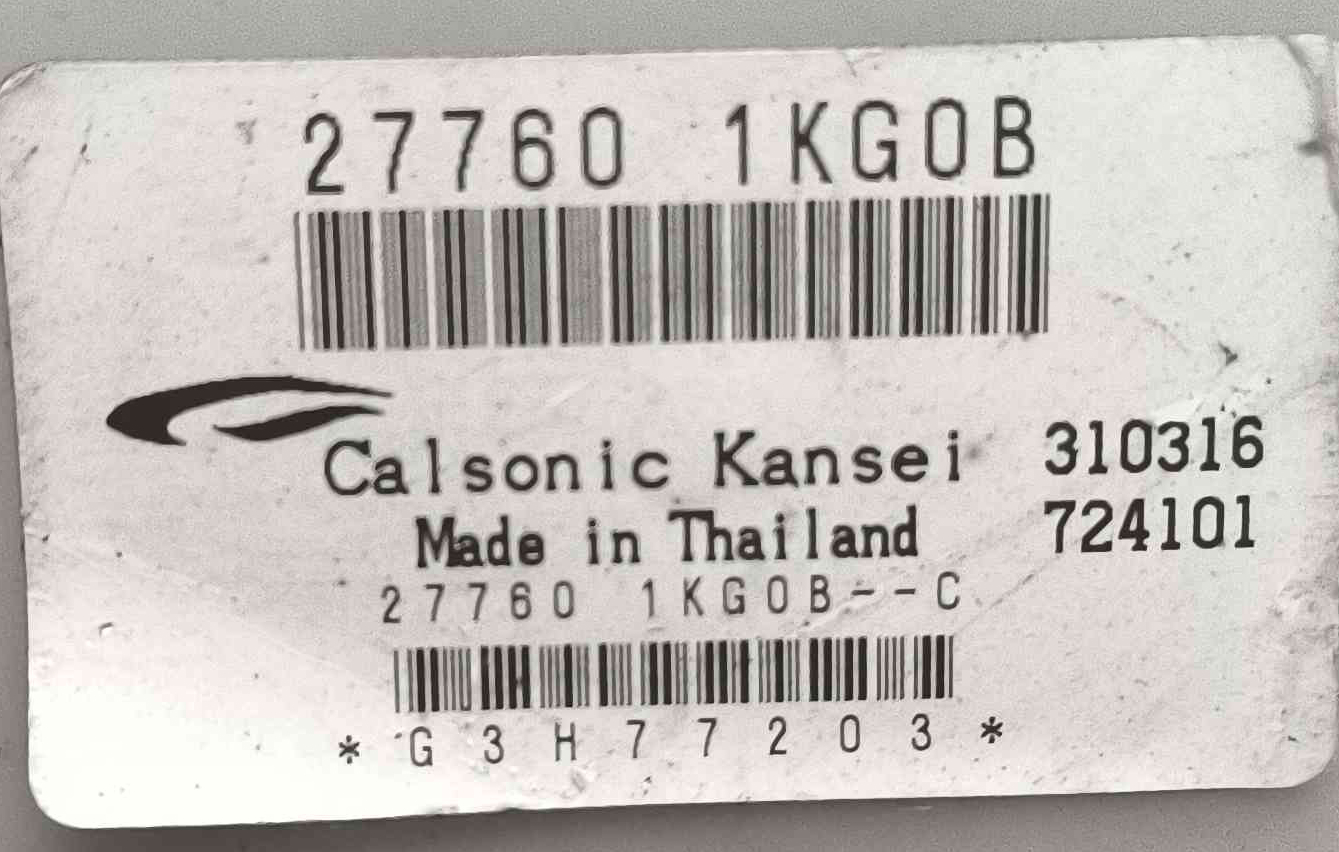 27760 1KG0B
Calsonic Kansei 310316
Made in Thailand 724101
27760 1KG0B--C
*G3H77203*